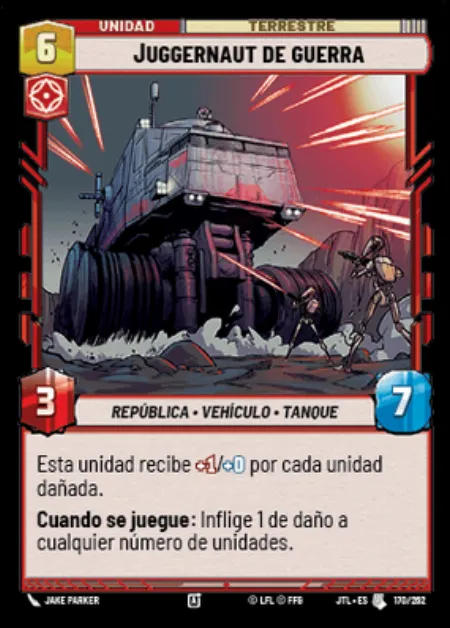 UNIDAD
TERRESTRE
6
JUGGERNAUT DE GUERRA
3
REPÚBLICA • VEHÍCULO • TANQUE
7
Esta unidad recibe +1/+0 por cada unidad
dañada.
Cuando se juegue: Inflige 1 de daño a
cualquier número de unidades.
JAKE PARKER
A
© LFL © FFG
JTL • ES
170/262